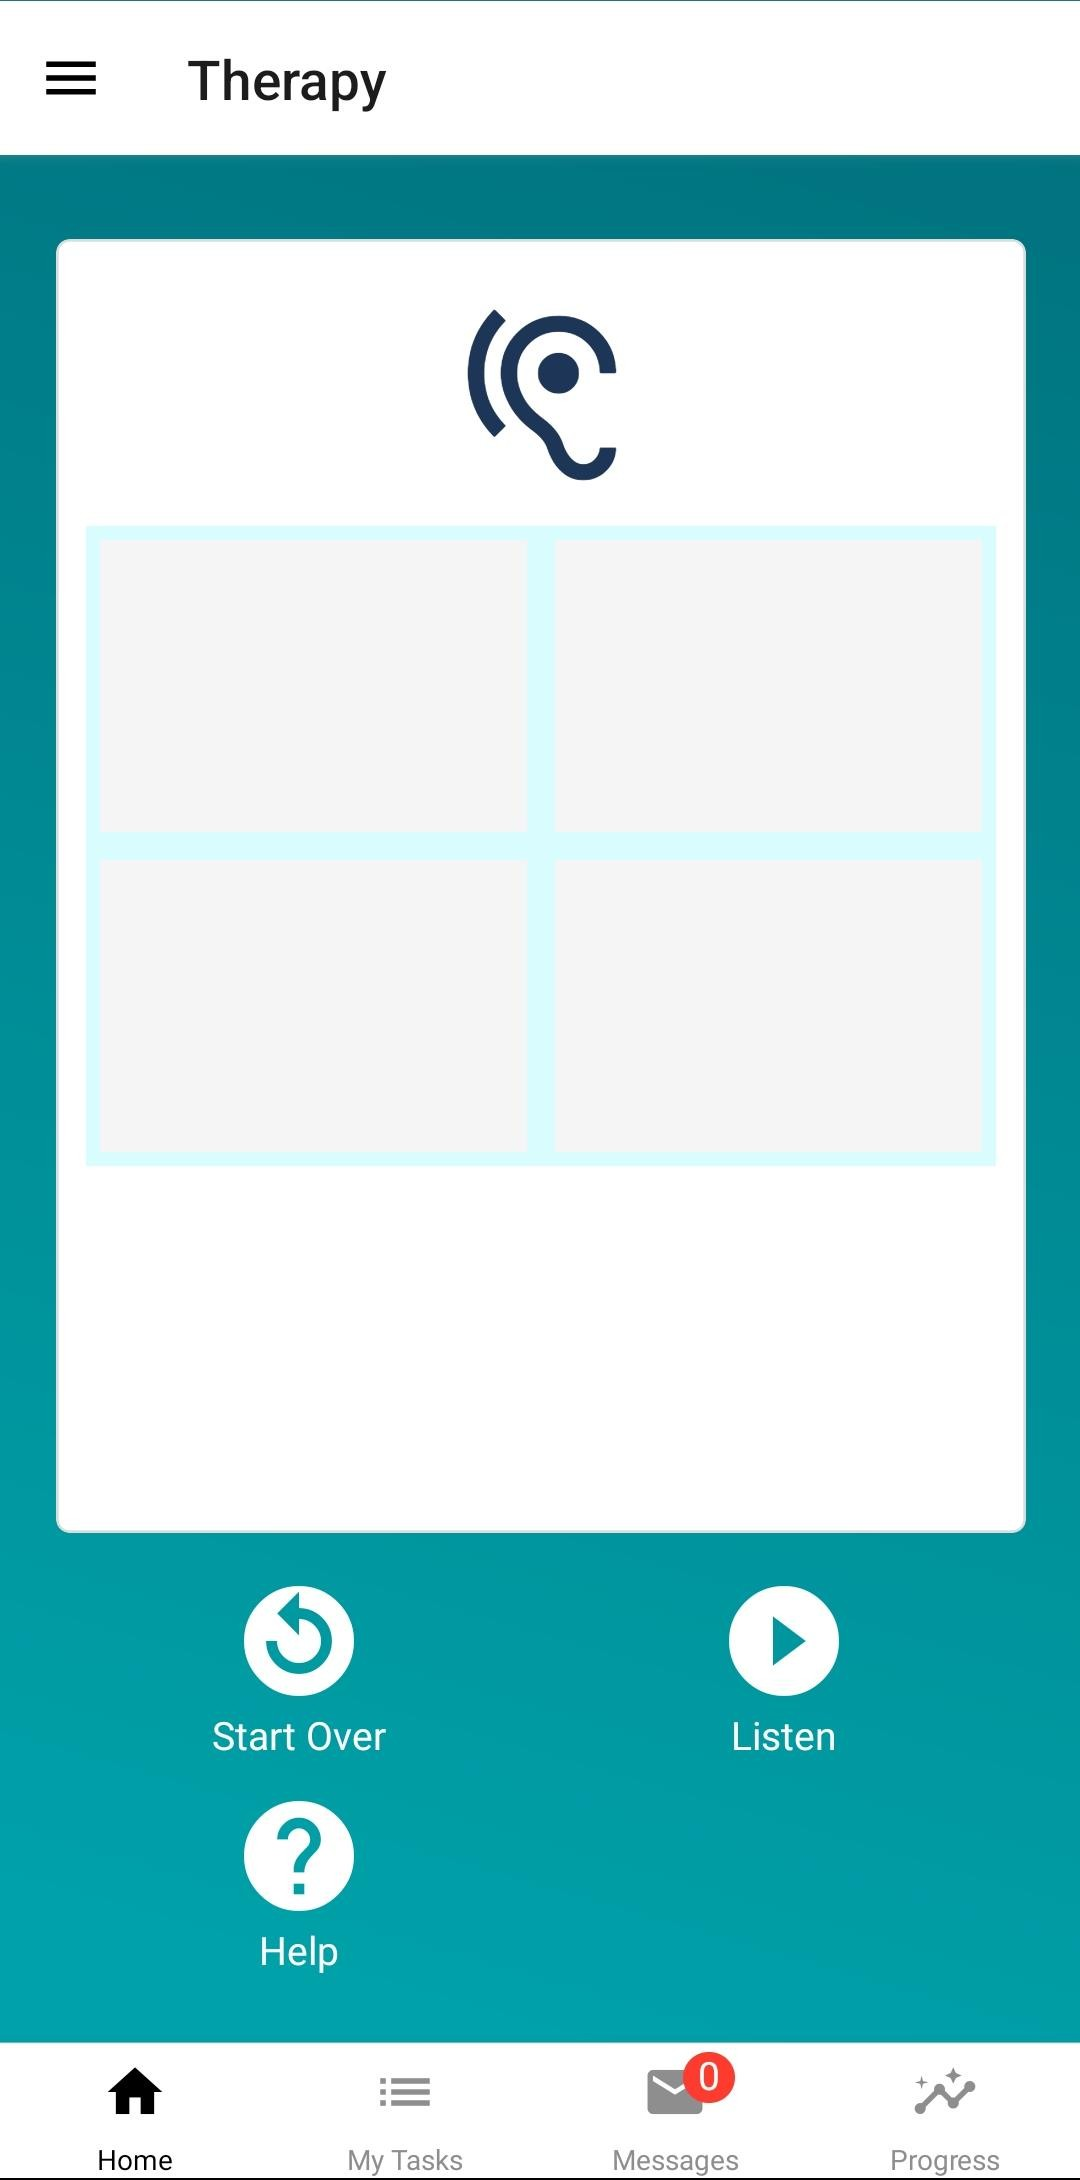 Therapy
Start Over
Listen
Help
0
Home
My Tasks
Messages
Progress